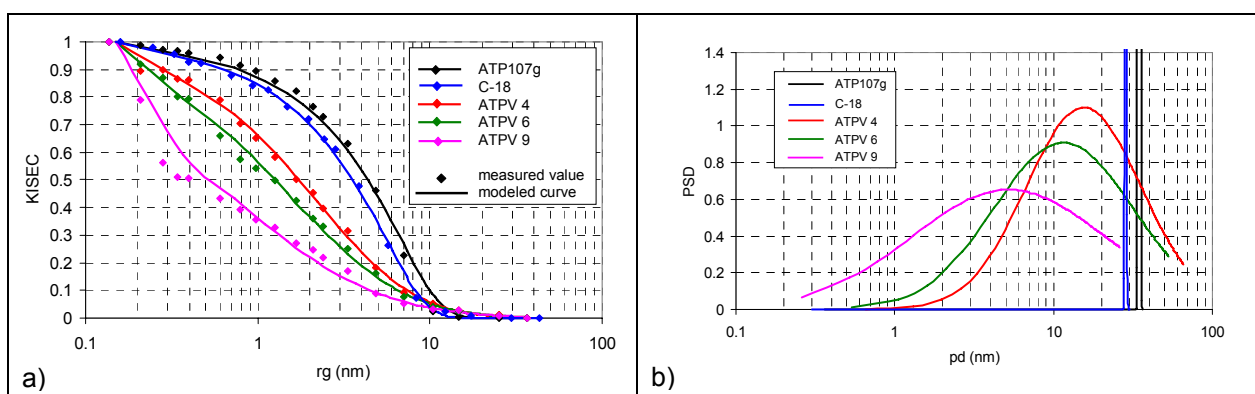 1
0.9
0.8
0.7
0.6
0.5
0.4
0.3
0.2
0.1
0
KISEC
0.1
1
10
100
rg (nm)
ATP107g
C-18
ATPV 4
ATPV 6
ATPV 9
measured value
modeled curve
a)
1.4
1.2
1
0.8
0.6
0.4
0.2
0
PSD
0.1
1
10
100
pd (nm)
ATP107g
C-18
ATPV 4
ATPV 6
ATPV 9
b)